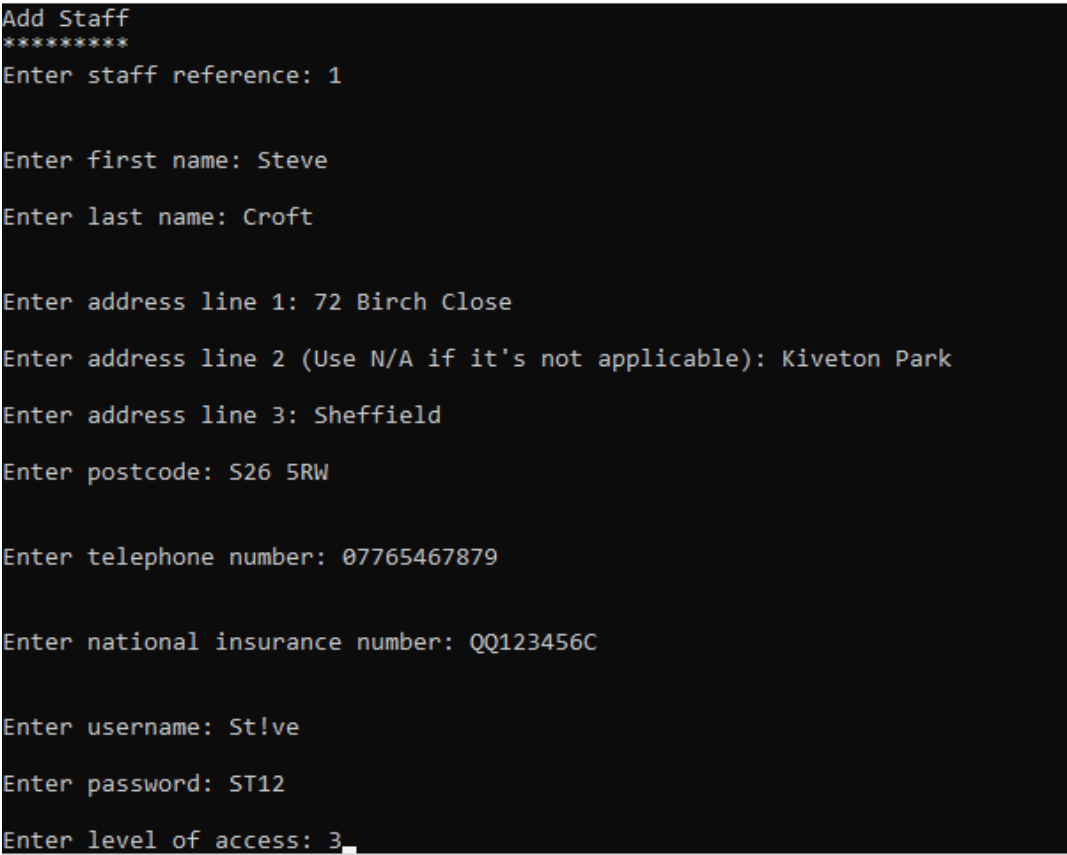 Add Staff
*********
Enter staff reference: 1
Enter first name: Steve
Enter last name: Croft
Enter address line 1: 72 Birch Close
Enter address line 2 (Use N/A if it's not applicable): Kiveton Park
Enter address line 3: Sheffield
Enter postcode: S26 5RW
Enter telephone number: 07765467879
Enter national insurance number: QQ123456C
Enter username: St!ve
Enter password: ST12
Enter level of access: 3